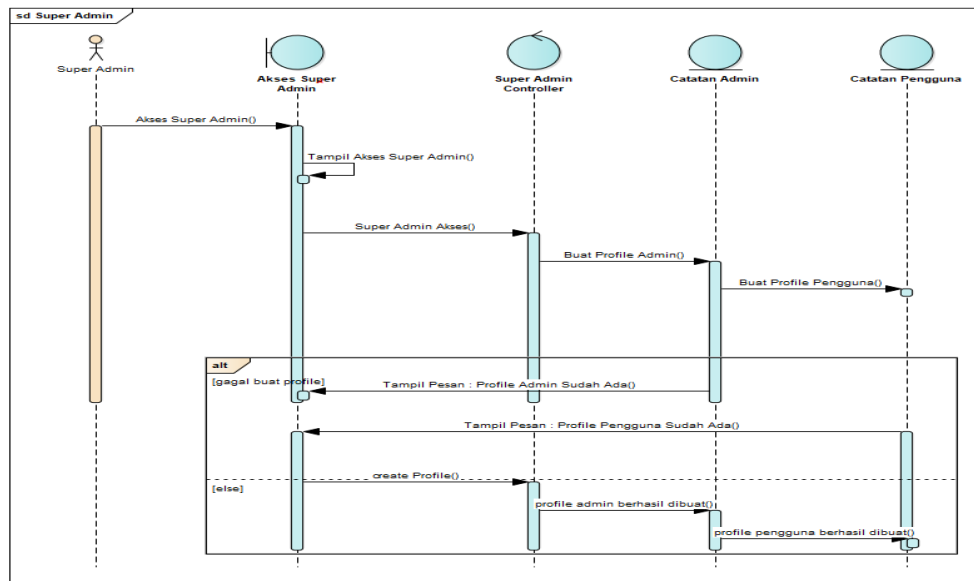 sd Super Admin
Super Admin
Akses Super
Admin
Super Admin
Controller
Catatan Admin
Catatan Pengguna
Akses Super Admin()
Tampil Akses Super Admin()
Super Admin Akses()
Buat Profile Admin()
Buat Profile Pengguna()
alt
[gagal buat profile]
Tampil Pesan : Profile Admin Sudah Ada()
Tampil Pesan : Profile Pengguna Sudah Ada()
[else]
create Profile()
profile admin berhasil dibuat()
profile pengguna berhasil dibuat()